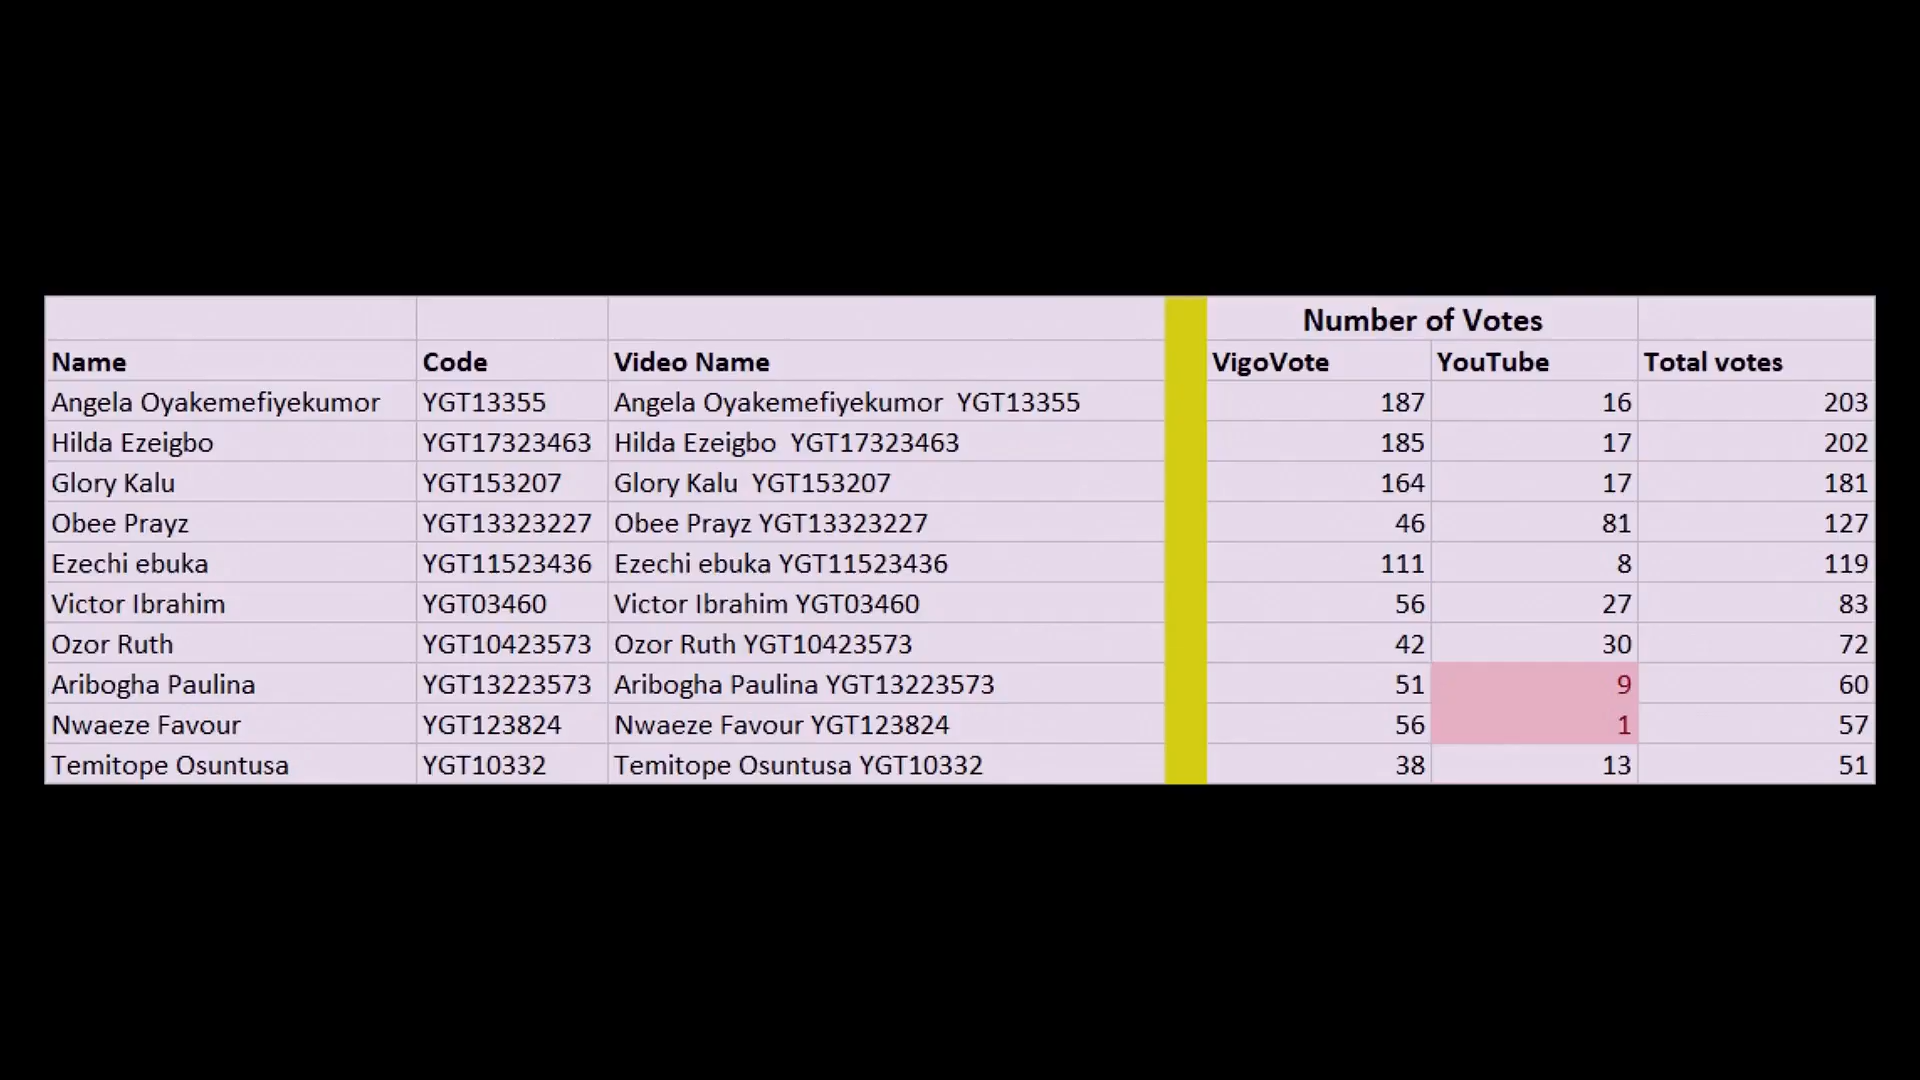 Number of Votes
Name Code Video Name VigoVote YouTube Total votes
Angela Oyakemefiyekumor YGT13355 Angela Oyakemefiyekumor  YGT13355 187 16 203
Hilda Ezeigbo YGT17323463 Hilda Ezeigbo  YGT17323463 185 17 202
Glory Kalu YGT153207 Glory Kalu  YGT153207 164 17 181
Obee Prayz YGT13323227 Obee Prayz YGT13323227 46 81 127
Ezechi ebuka YGT11523436 Ezechi ebuka YGT11523436 111 8 119
Victor Ibrahim YGT03460 Victor Ibrahim YGT03460 56 27 83
Ozor Ruth YGT10423573 Ozor Ruth YGT10423573 42 30 72
Aribogha Paulina YGT13223573 Aribogha Paulina YGT13223573 51 9 60
Nwaeze Favour YGT123824 Nwaeze Favour YGT123824 56 1 57
Temitope Osuntusa YGT10332 Temitope Osuntusa YGT10332 38 13 51